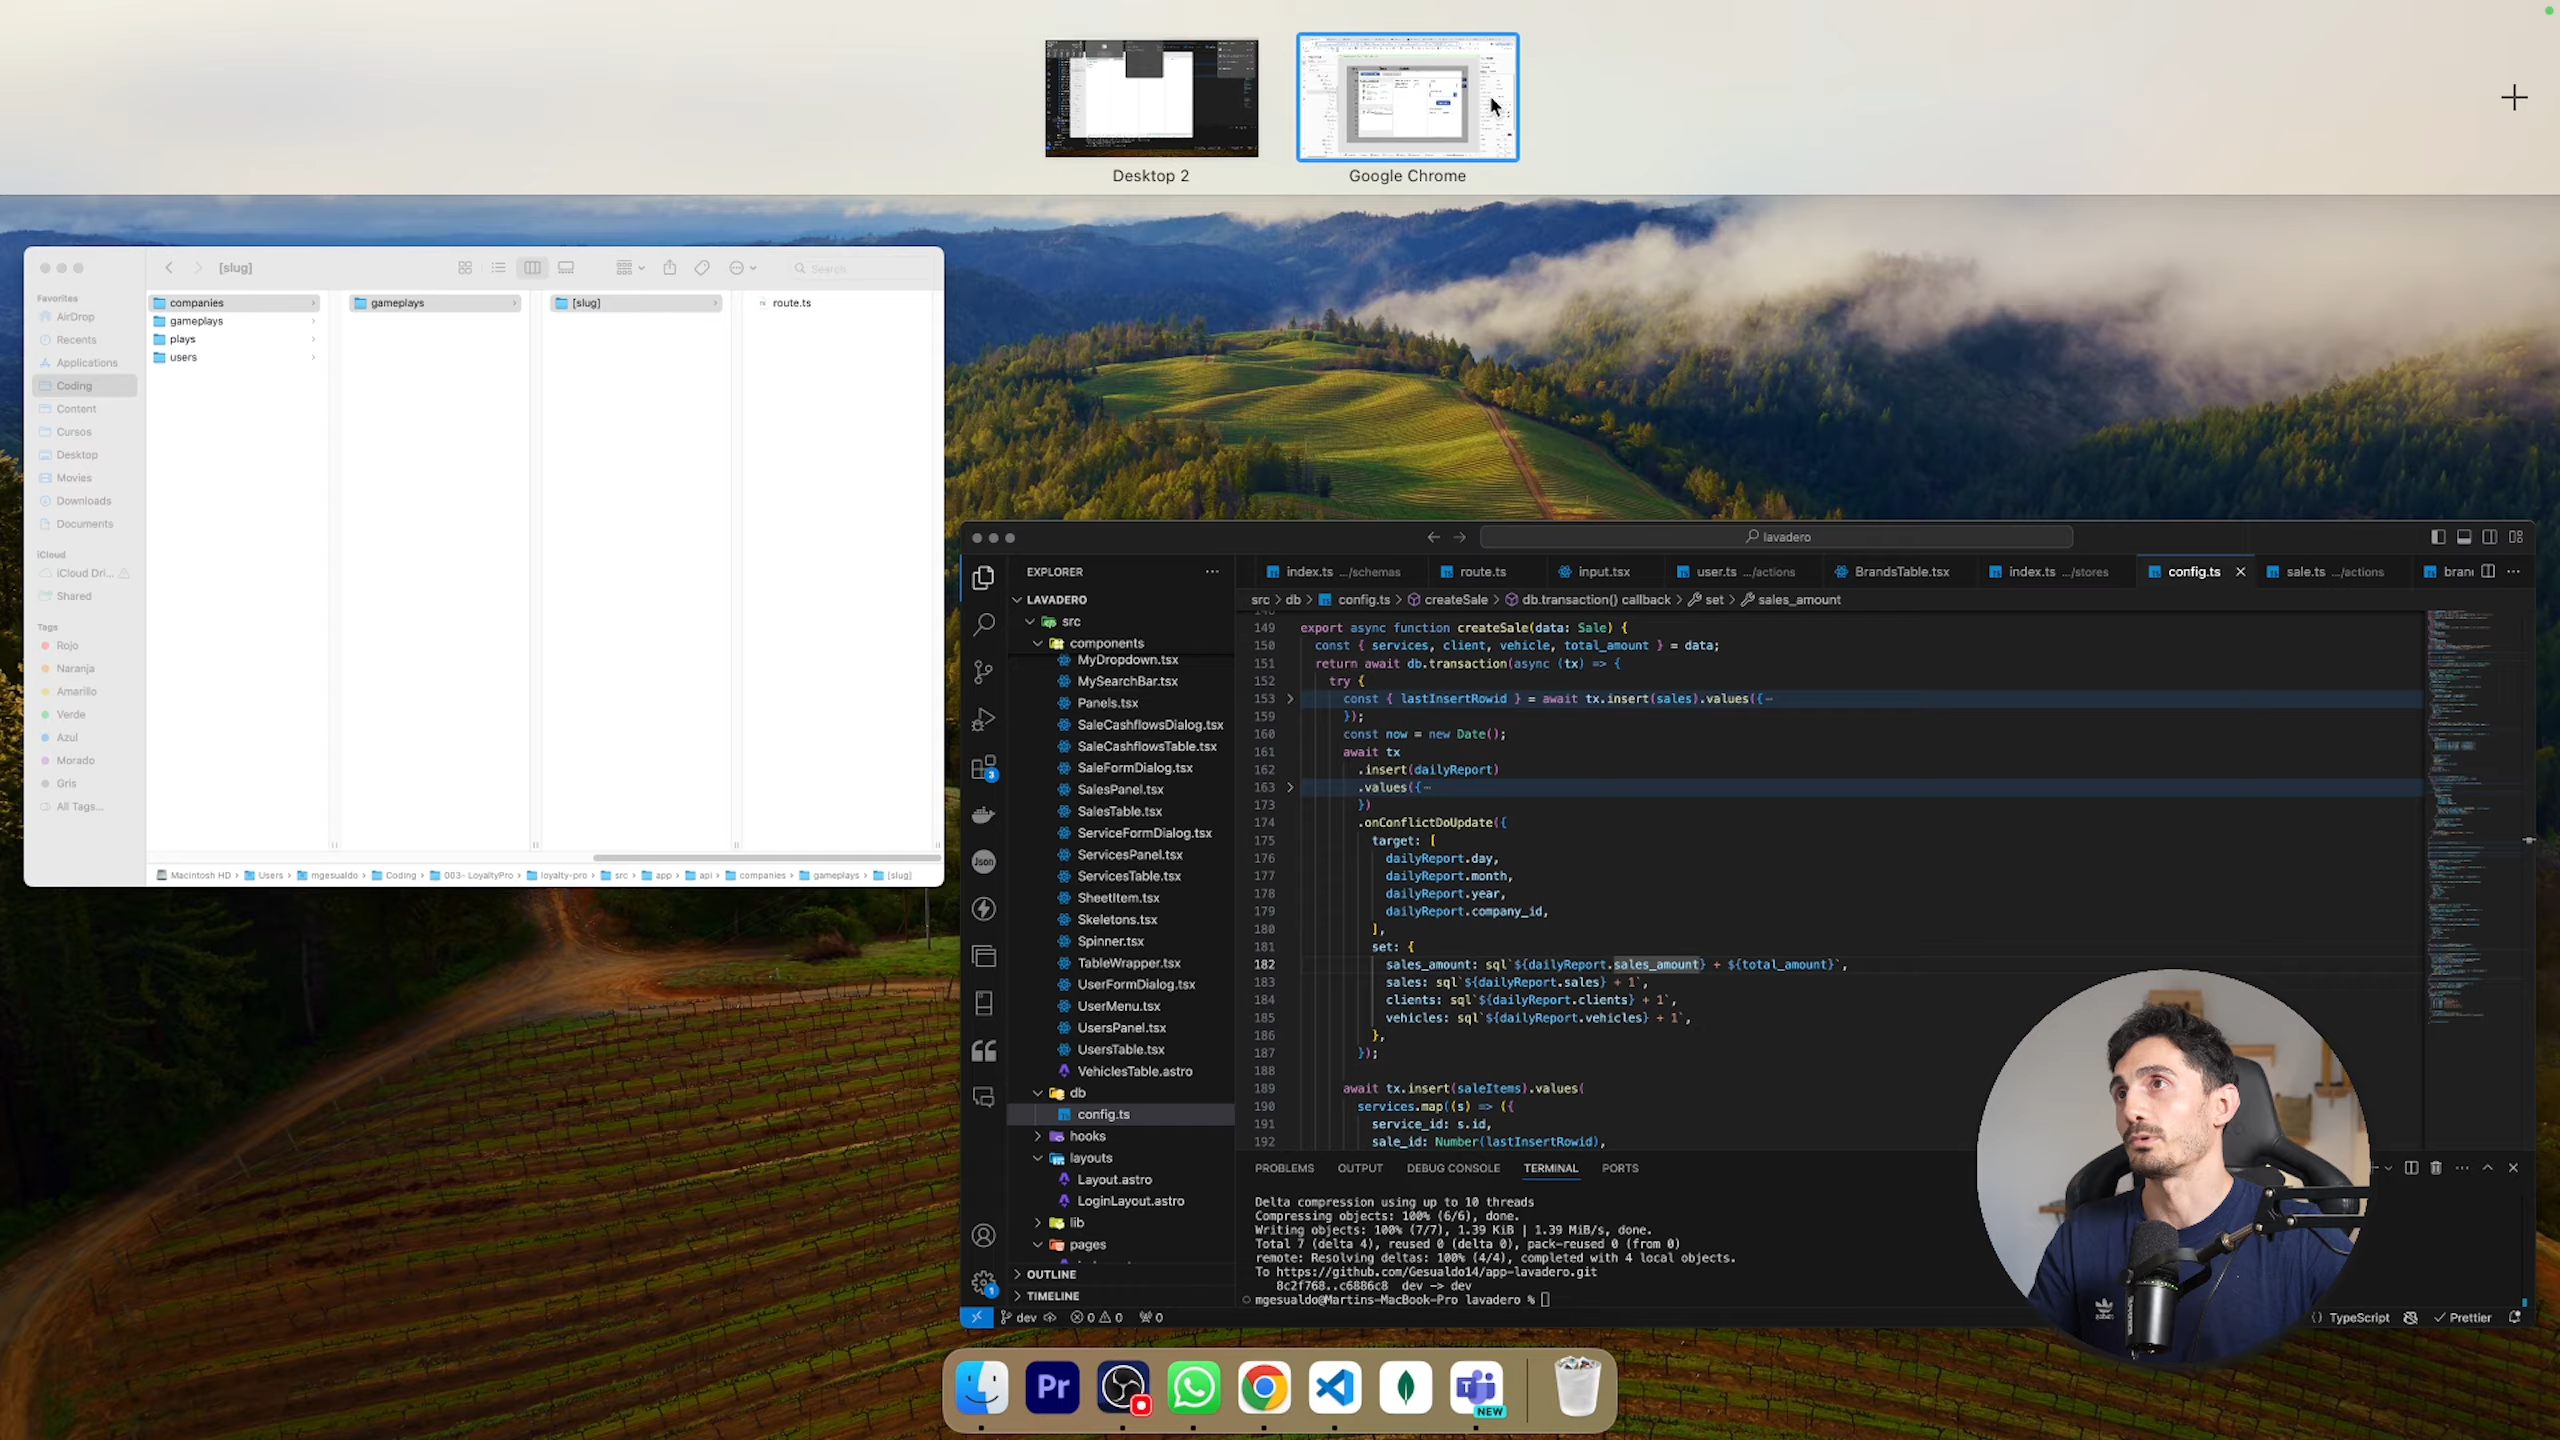 Desktop 2
Google Chrome
[slug]
Search
Favorites
AirDrop
Recents
Applications
Coding
Content
Cursos
Desktop
Movies
Downloads
Documents
iCloud
iCloud Dri...
Shared
Tags
Rojo
Naranja
Amarillo
Verde
Azul
Morado
Gris
All Tags...
companies
gameplays
plays
users
gameplays
[slug]
route.ts
Macintosh HD › Users › mgesualdo › Coding › 003- LoyaltyPro › loyalty-pro › src › app › api › companies › gameplays › [slug]
lavadero
EXPLORER
LAVADERO
src
components
MyDropdown.tsx
MySearchBar.tsx
Panels.tsx
SaleCashflowsDialog.tsx
SaleCashflowsTable.tsx
SaleFormDialog.tsx
SalesPanel.tsx
SalesTable.tsx
ServiceFormDialog.tsx
ServicesPanel.tsx
ServicesTable.tsx
SheetItem.tsx
Skeletons.tsx
Spinner.tsx
TableWrapper.tsx
UserFormDialog.tsx
UserMenu.tsx
UsersPanel.tsx
UsersTable.tsx
VehiclesTable.astro
db
config.ts
hooks
layouts
Layout.astro
LoginLayout.astro
lib
pages
OUTLINE
TIMELINE
index.ts .../schemas route.ts input.tsx user.ts .../actions BrandsTable.tsx index.ts .../stores config.ts sale.ts .../actions
src > db > config.ts > createSale > db.transaction() callback > set > sales_amount
149 export async function createSale(data: Sale) {
150 const { services, client, vehicle, total_amount } = data;
151 return await db.transaction(async (tx) => {
152 try {
153 const { lastInsertRowid } = await tx.insert(sales).values({⋯
159 });
160 const now = new Date();
161 await tx
162 .insert(dailyReport)
163 .values({⋯
173 })
174 .onConflictDoUpdate({
175 target: [
176 dailyReport.day,
177 dailyReport.month,
178 dailyReport.year,
179 dailyReport.company_id,
180 ],
181 set: {
182 sales_amount: sql`${dailyReport.sales_amount} + ${total_amount}`,
183 sales: sql`${dailyReport.sales} + 1`,
184 clients: sql`${dailyReport.clients} + 1`,
185 vehicles: sql`${dailyReport.vehicles} + 1`,
186 },
187 });
188
189 await tx.insert(saleItems).values(
190 services.map((s) => ({
191 service_id: s.id,
192 sale_id: Number(lastInsertRowid),
PROBLEMS OUTPUT DEBUG CONSOLE TERMINAL PORTS
Delta compression using up to 10 threads
Compressing objects: 100% (6/6), done.
Writing objects: 100% (7/7), 1.39 KiB | 1.39 MiB/s, done.
Total 7 (delta 4), reused 0 (delta 0), pack-reused 0 (from 0)
remote: Resolving deltas: 100% (4/4), completed with 4 local objects.
To https://github.com/Gesualdo14/app-lavadero.git
8c2f768..c6886c8 dev -> dev
mgesualdo@Martins-MacBook-Pro lavadero %
Json
3
1
dev 0 0 0
TypeScript Prettier
Pr
NEW